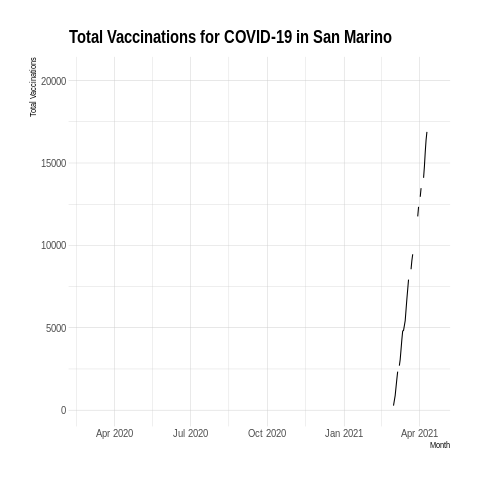 Total Vaccinations for COVID-19 in San Marino
Total Vaccinations
20000
15000
10000
5000
0
Apr 2020 Jul 2020 Oct 2020 Jan 2021 Apr 2021
Month